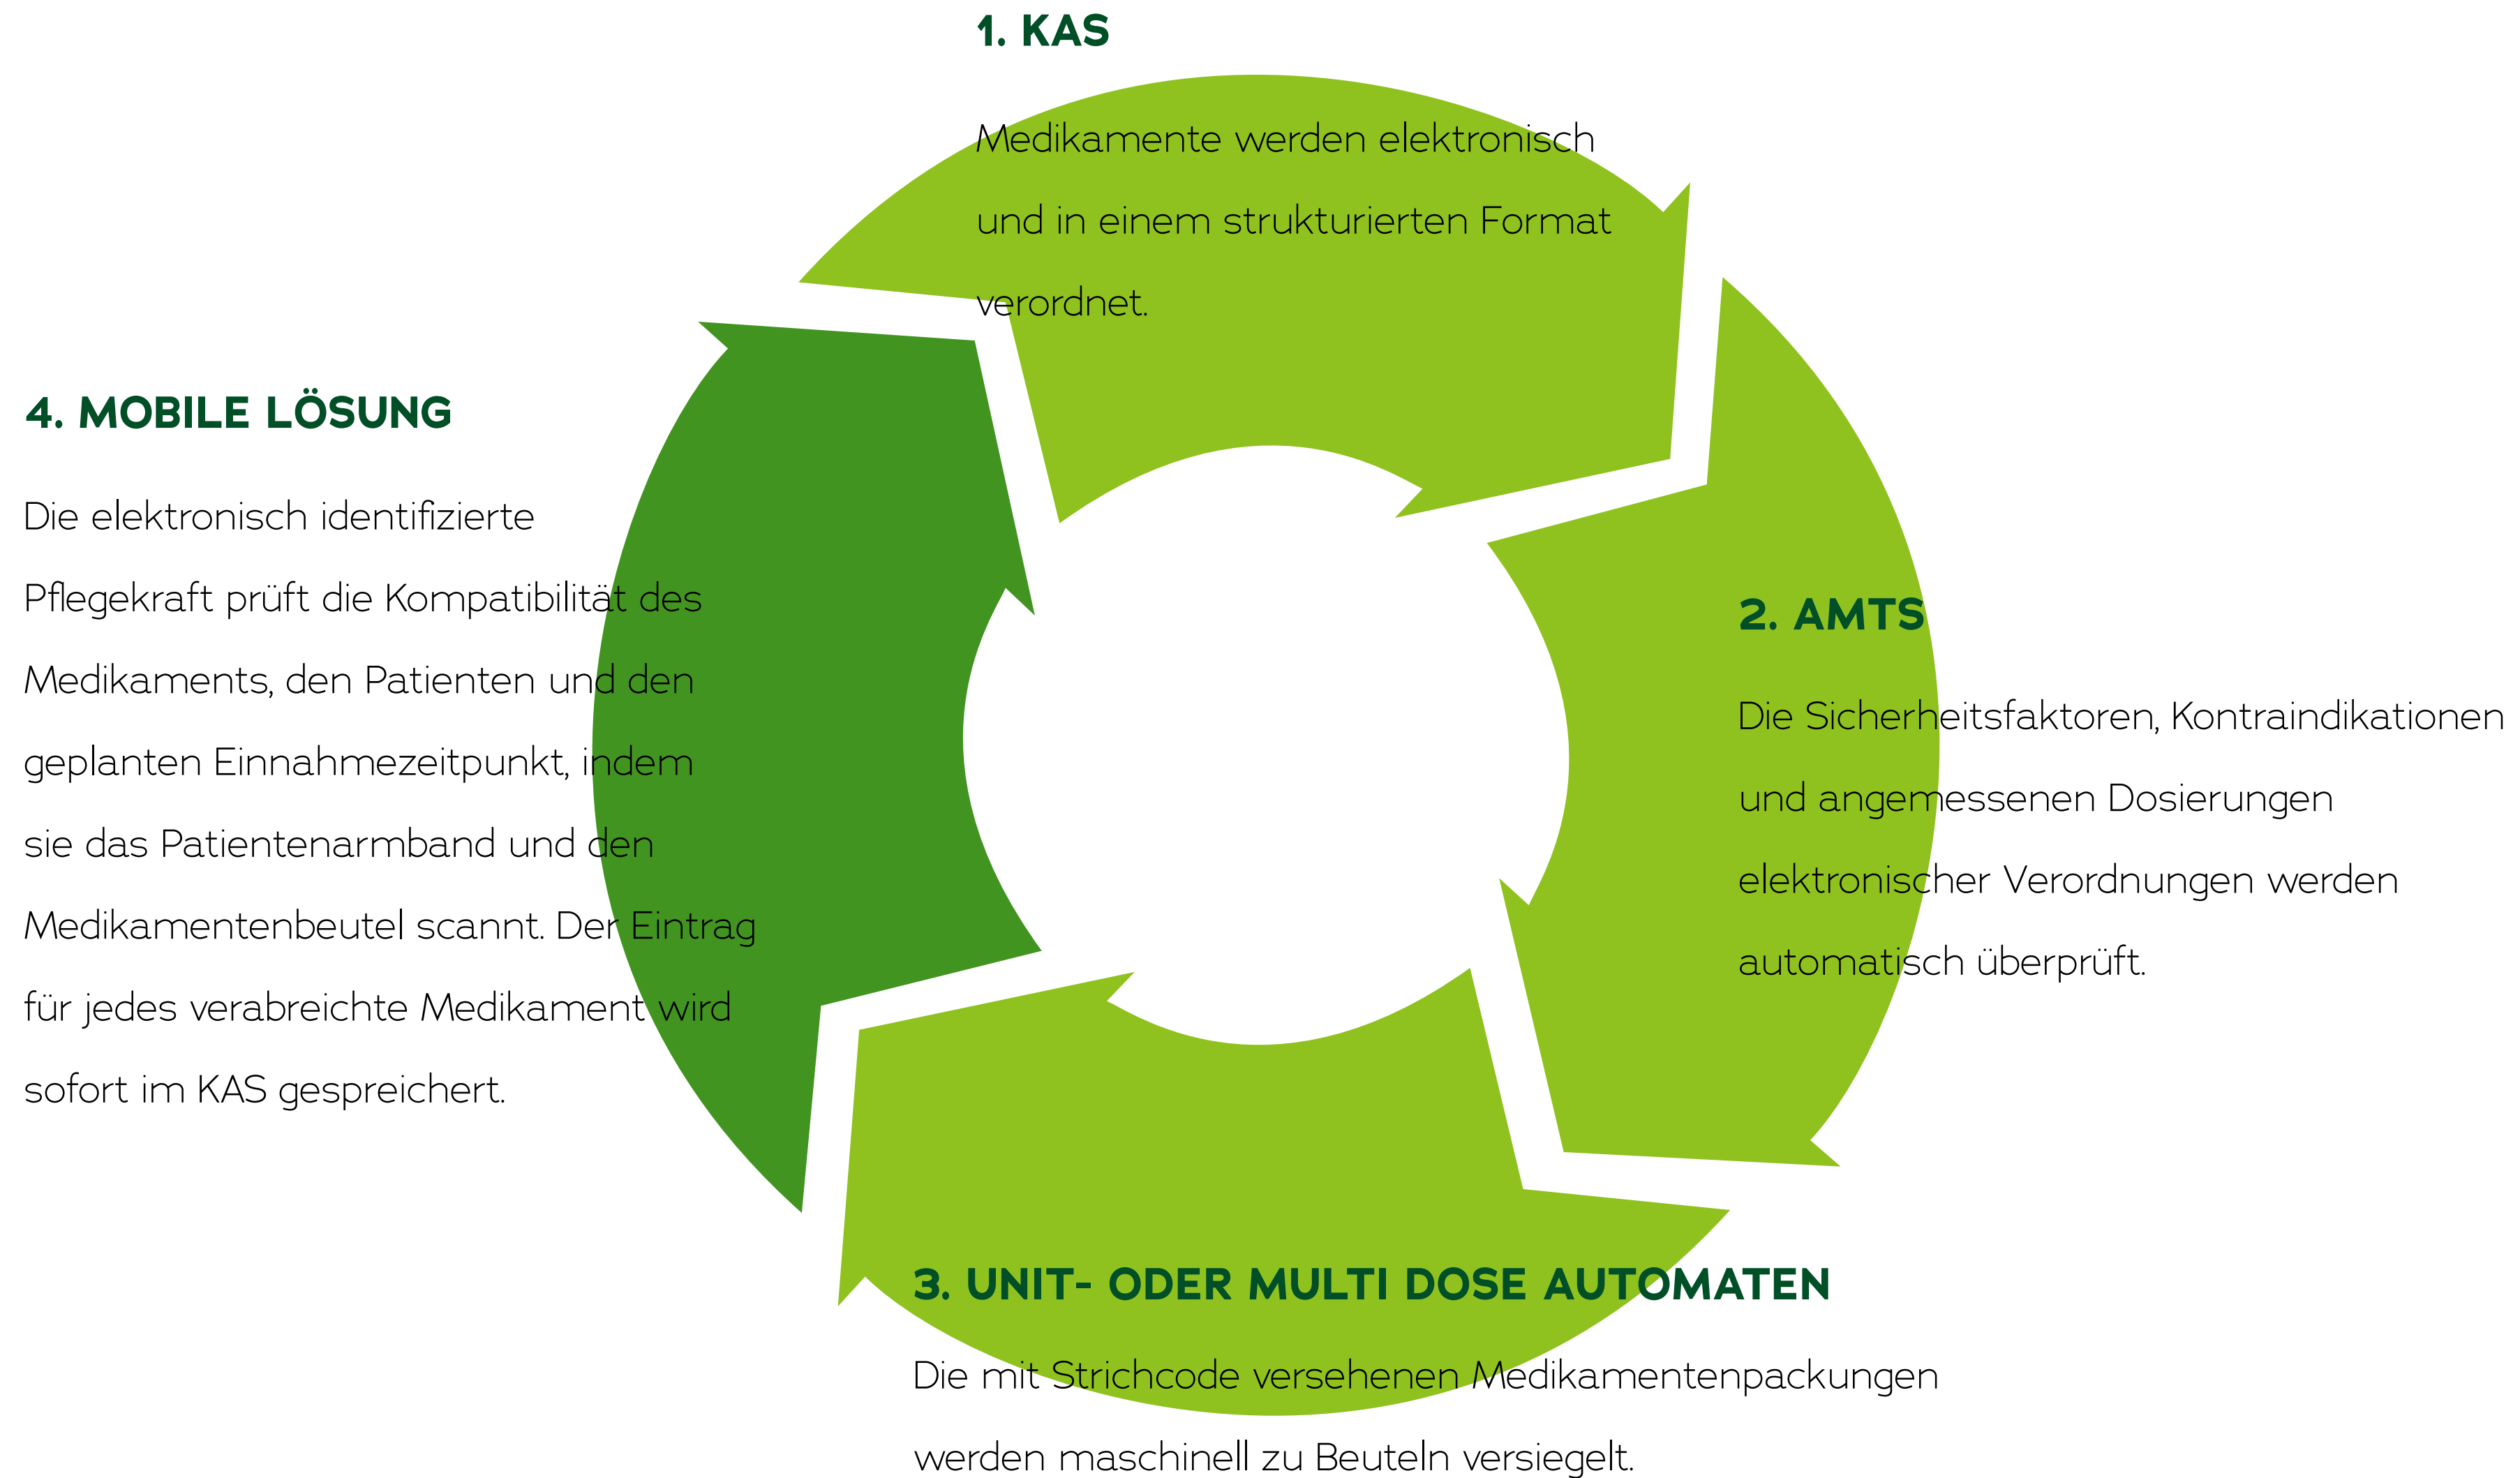 1. KAS
Medikamente werden elektronisch
und in einem strukturierten Format
verordnet.
2. AMTS
Die Sicherheitsfaktoren, Kontraindikationen
und angemessenen Dosierungen
elektronischer Verordnungen werden
automatisch überprüft.
3. UNIT- ODER MULTI DOSE AUTOMATEN
Die mit Strichcode versehenen Medikamentenpackungen
werden maschinell zu Beuteln versiegelt.
4. MOBILE LÖSUNG
Die elektronisch identifizierte
Pflegekraft prüft die Kompatibilität des
Medikaments, den Patienten und den
geplanten Einnahmezeitpunkt, indem
sie das Patientenarmband und den
Medikamentenbeutel scannt. Der Eintrag
für jedes verabreichte Medikament wird
sofort im KAS gespreichert.